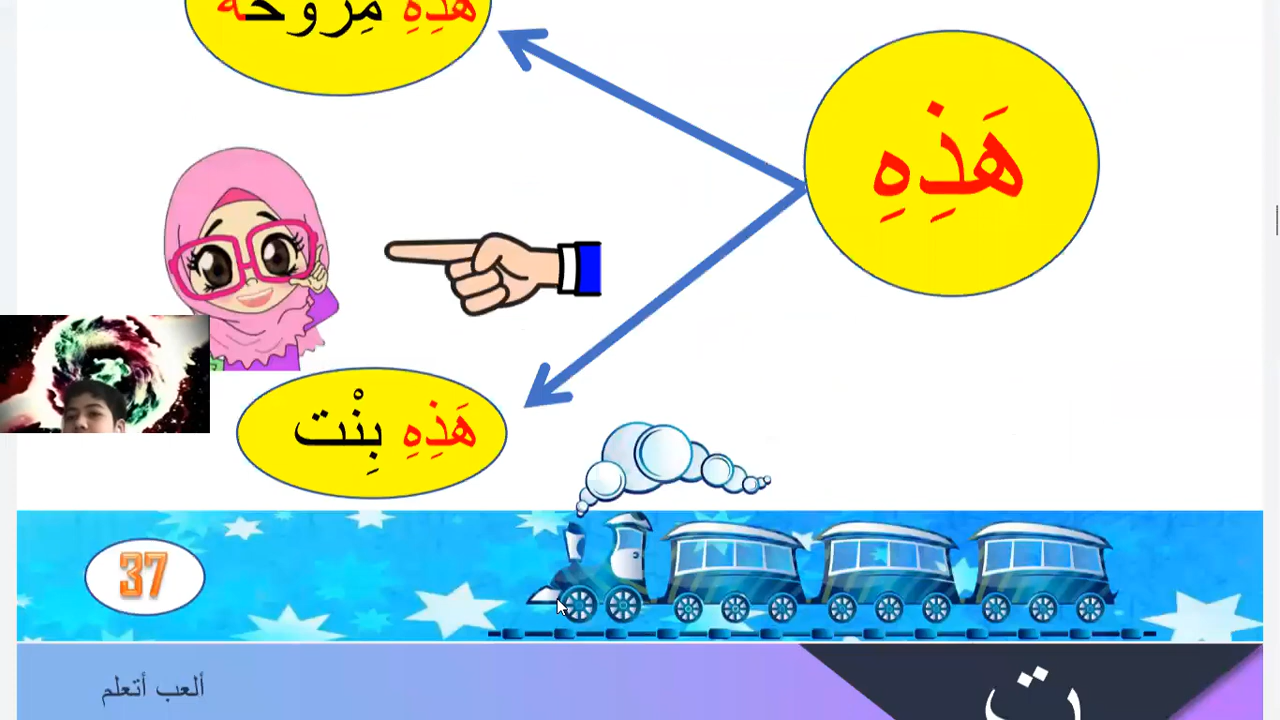 هَذِهِ مِرْوَحَة
هَذِهِ
هَذِهِ بِنْت
37
ألعب أتعلم
ت